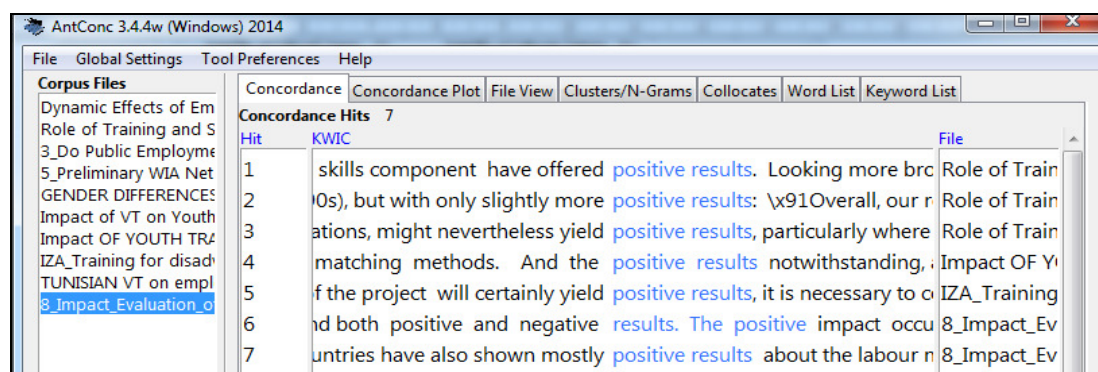 AntConc 3.4.4w (Windows) 2014
File Global Settings Tool Preferences Help
Corpus Files
Dynamic Effects of Em
Role of Training and S
3_Do Public Employme
5_Preliminary WIA Net
GENDER DIFFERENCES
Impact of VT on Youth
Impact OF YOUTH TRA
IZA_Training for disadv
TUNISIAN VT on empl
8_Impact_Evaluation_o
Concordance Concordance Plot File View Clusters/N-Grams Collocates Word List Keyword List
Concordance Hits 7
Hit KWIC File
1 skills component have offered positive results. Looking more bro Role of Train
2 00s), but with only slightly more positive results: \x91Overall, our r Role of Train
3 ations, might nevertheless yield positive results, particularly where Role of Train
4 matching methods. And the positive results notwithstanding, Impact OF Y
5 of the project will certainly yield positive results, it is necessary to c IZA_Training
6 nd both positive and negative results. The positive impact occu 8_Impact_Ev
7 untries have also shown mostly positive results about the labour 8_Impact_Ev